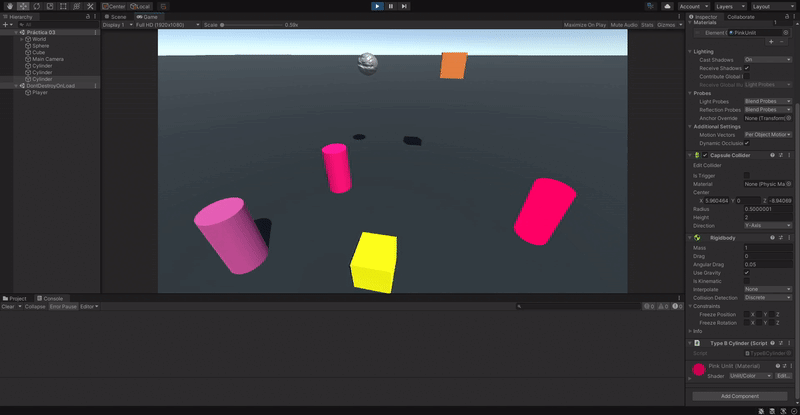 Center
Local
Account
Layers
Layout
Hierarchy
All
Práctica 03
World
Sphere
Cube
Main Camera
Cylinder
Cylinder
Cylinder
DontDestroyOnLoad
Player
Scene
Game
Display 1
Full HD (1920x1080)
Scale
0.58x
Maximize On Play
Mute Audio
Stats
Gizmos
Project
Console
Clear
Collapse
Error Pause
Editor
0
0
0
Inspector
Collaborate
Materials
1
Element
PinkUnlit
Lighting
Cast Shadows
On
Receive Shadows
Contribute Global
Receive Global
Light Probes
Probes
Light Probes
Blend Probes
Reflection Probes
Blend Probes
Anchor Override
None (Transform)
Additional Settings
Motion Vectors
Per Object Motion
Dynamic Occlusion
Capsule Collider
Edit Collider
Is Trigger
Material
None (Physic Ma
Center
X 5.960464 Y 0 Z -8.94069
Radius
0.5000001
Height
2
Direction
Y-Axis
Rigidbody
Mass
1
Drag
0
Angular Drag
0.05
Use Gravity
Is Kinematic
Interpolate
None
Collision Detection
Discrete
Constraints
Freeze Position
X Y Z
Freeze Rotation
X Y Z
Info
Type B Cylinder (Script
Script
TypeBCylinder
Pink Unlit (Material)
Shader
Unlit/Color
Edit...
Add Component